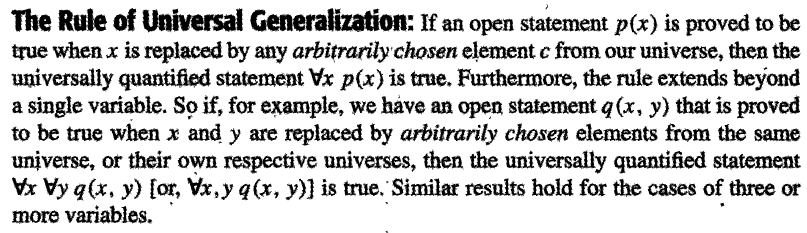 The Rule of Universal Generalization: If an open statement p(x) is proved to be
true when x is replaced by any arbitrarily chosen element c from our universe, then the
universally quantified statement ∀x p(x) is true. Furthermore, the rule extends beyond
a single variable. So if, for example, we have an open statement q(x, y) that is proved
to be true when x and y are replaced by arbitrarily chosen elements from the same
universe, or their own respective universes, then the universally quantified statement
∀x ∀y q(x, y) [or, ∀x,y q(x, y)] is true. Similar results hold for the cases of three or
more variables.